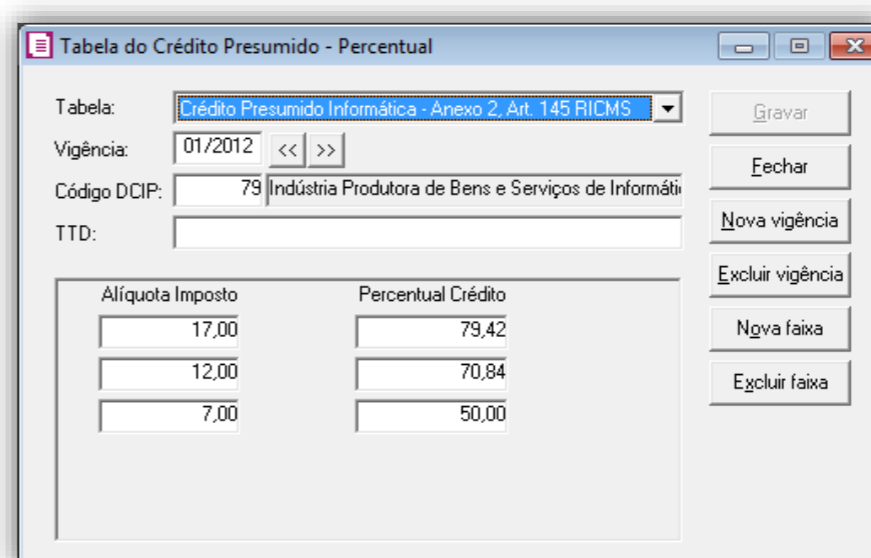 Tabela do Crédito Presumido - Percentual
Tabela: Crédito Presumido Informática - Anexo 2, Art. 145 RICMS
Vigência: 01/2012 << >>
Código DCIP: 79 Indústria Produtora de Bens e Serviços de Informáti
TTD:
Gravar
Fechar
Nova vigência
Excluir vigência
Nova faixa
Excluir faixa
Alíquota Imposto Percentual Crédito
17,00 79,42
12,00 70,84
7,00 50,00